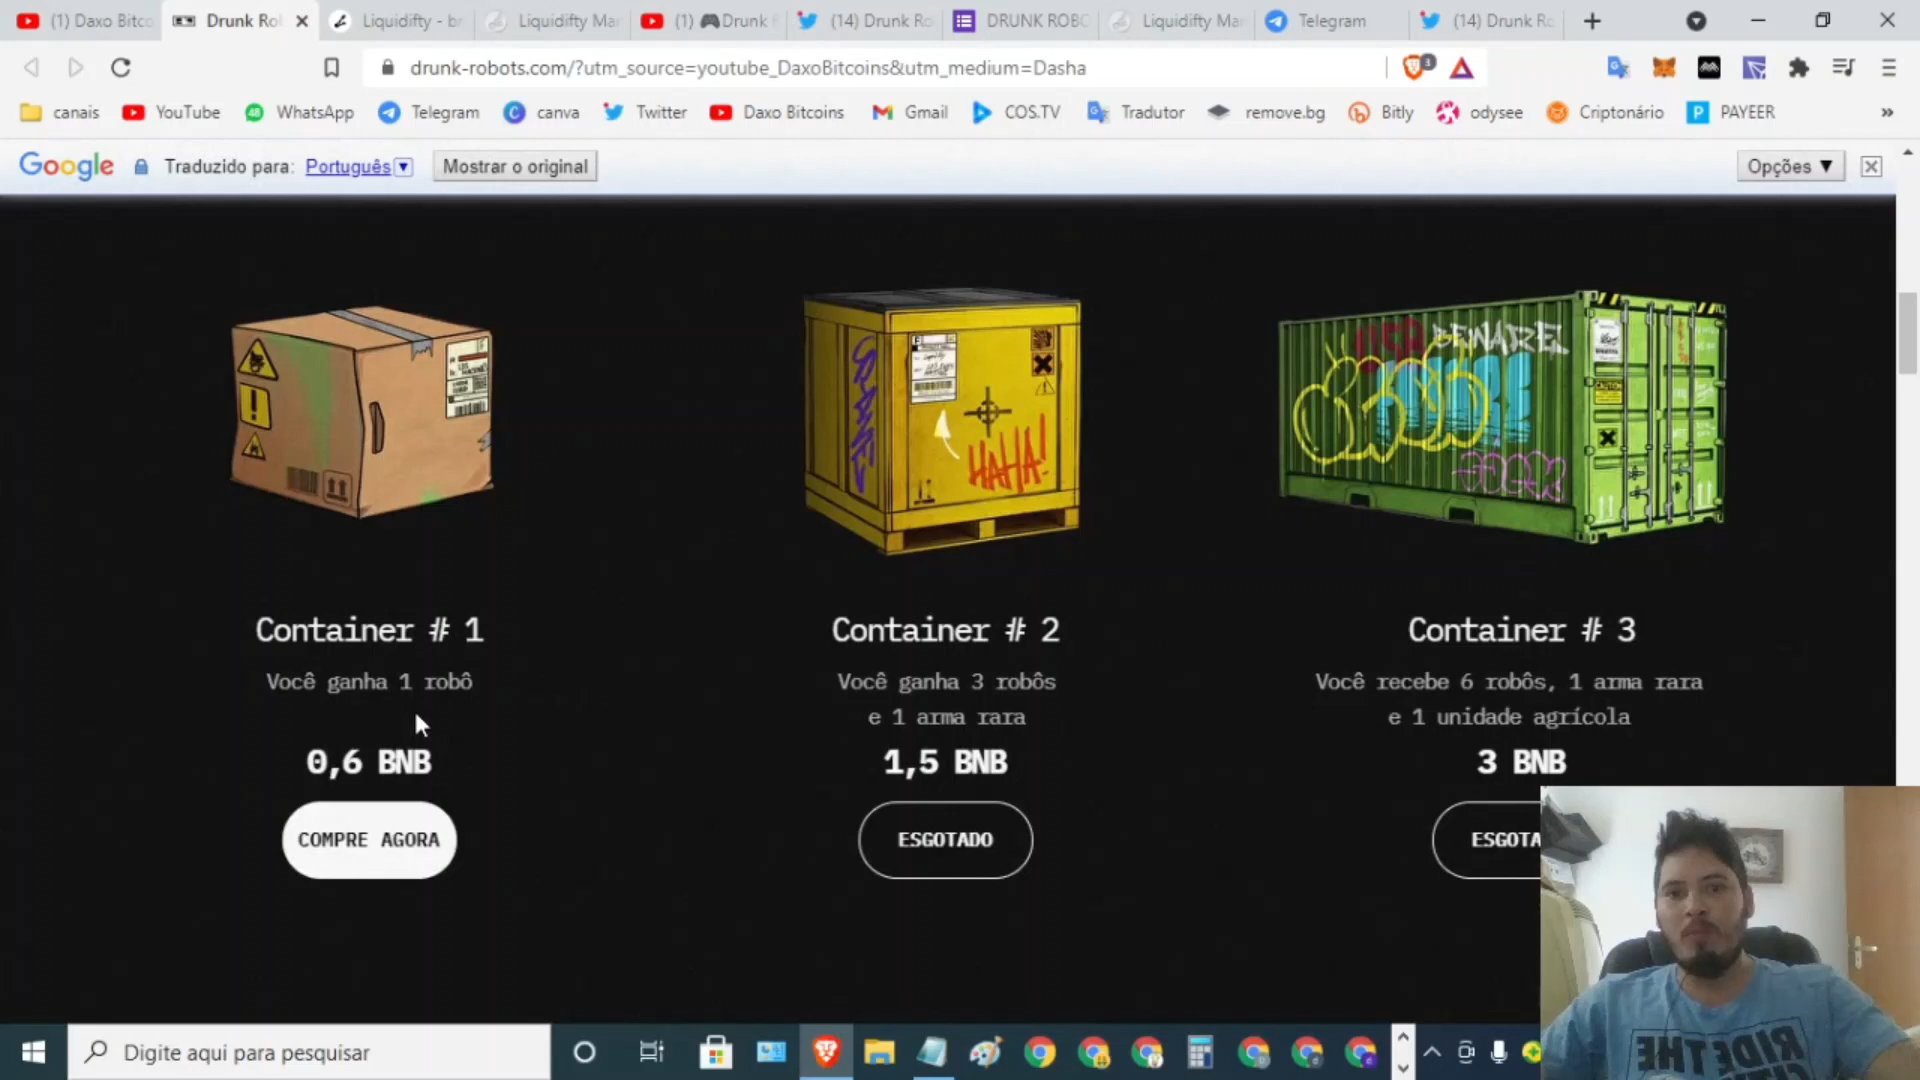 (1) Daxo Bitc
Drunk Ro
Liquidifty - b
Liquidifty Ma
(1) 🎮Drunk
(14) Drunk Ro
DRUNK ROBO
Liquidifty Ma
Telegram
(14) Drunk Ro
drunk-robots.com/?utm_source=youtube_DaxoBitcoins&utm_medium=Dasha
3
canais
YouTube
WhatsApp
Telegram
canva
Twitter
Daxo Bitcoins
Gmail
COS.TV
Tradutor
remove.bg
Bitly
odysee
Criptonário
PAYEER
Google
Traduzido para: Português
Mostrar o original
Opções ▼
HAHA!
Container # 1
Você ganha 1 robô
0,6 BNB
COMPRE AGORA
Container # 2
Você ganha 3 robôs
e 1 arma rara
1,5 BNB
ESGOTADO
Container # 3
Você recebe 6 robôs, 1 arma rara
e 1 unidade agrícola
3 BNB
ESGOTA
Digite aqui para pesquisar